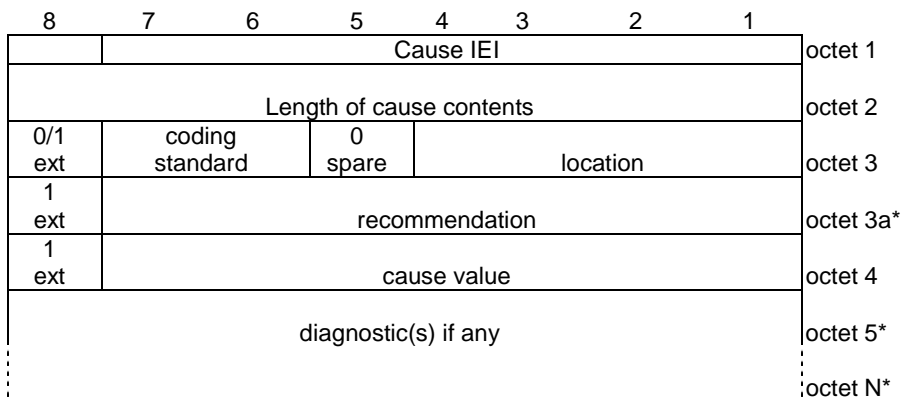 8 7 6 5 4 3 2 1
Cause IEI octet 1
Length of cause contents octet 2
0/1 coding 0
ext standard spare location octet 3
1
ext recommendation octet 3a*
1
ext cause value octet 4
diagnostic(s) if any octet 5*
octet N*